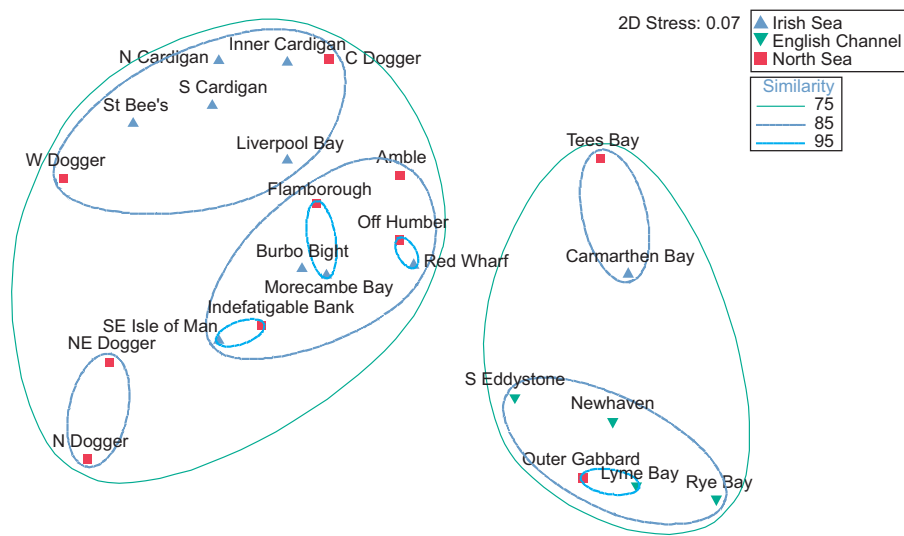 2D Stress: 0.07
Irish Sea
English Channel
North Sea
Similarity
75
85
95
Inner Cardigan
N Cardigan
C Dogger
S Cardigan
St Bee's
Liverpool Bay
Tees Bay
W Dogger
Amble
Flamborough
Off Humber
Burbo Bight
Red Wharf
Carmarthen Bay
Morecambe Bay
Indefatigable Bank
SE Isle of Man
NE Dogger
S Eddystone
Newhaven
N Dogger
Outer Gabbard
Lyme Bay
Rye Bay